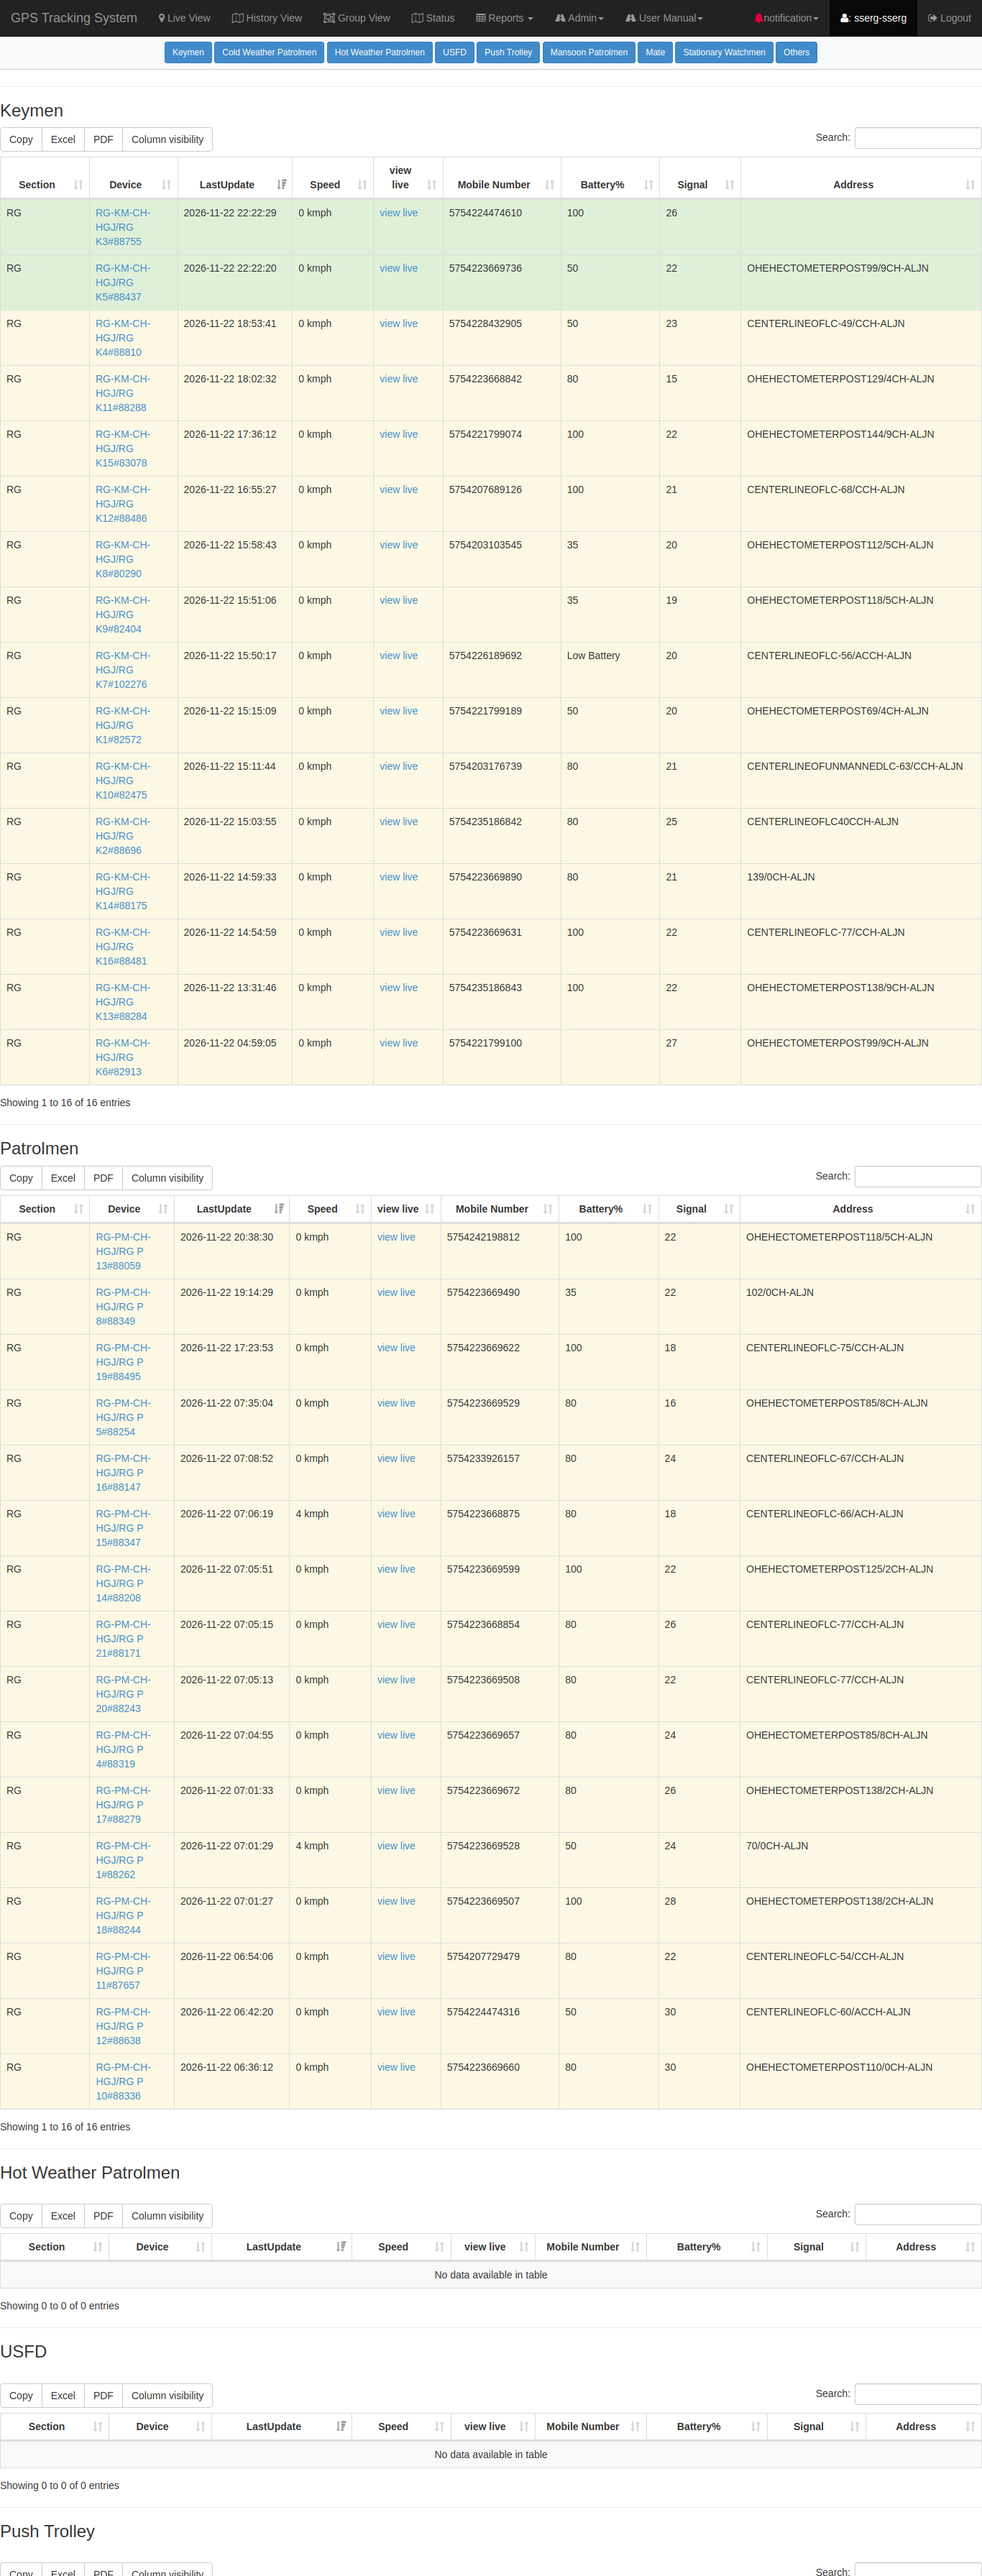 GPS Tracking System Live View History View Group View Status Reports Admin User Manual notification : sserg-sserg Logout
Keymen Cold Weather Patrolmen Hot Weather Patrolmen USFD Push Trolley Mansoon Patrolmen Mate Stationary Watchmen Others
Keymen
Copy Excel PDF Column visibility Search:
view
Section Device LastUpdate Speed live Mobile Number Battery% Signal Address
RG RG-KM-CH- 2026-11-22 22:22:29 0 kmph view live 5754224474610 100 26
HGJ/RG
K3#88755
RG RG-KM-CH- 2026-11-22 22:22:20 0 kmph view live 5754223669736 50 22 OHEHECTOMETERPOST99/9CH-ALJN
HGJ/RG
K5#88437
RG RG-KM-CH- 2026-11-22 18:53:41 0 kmph view live 5754228432905 50 23 CENTERLINEOFLC-49/CCH-ALJN
HGJ/RG
K4#88810
RG RG-KM-CH- 2026-11-22 18:02:32 0 kmph view live 5754223668842 80 15 OHEHECTOMETERPOST129/4CH-ALJN
HGJ/RG
K11#88288
RG RG-KM-CH- 2026-11-22 17:36:12 0 kmph view live 5754221799074 100 22 OHEHECTOMETERPOST144/9CH-ALJN
HGJ/RG
K15#83078
RG RG-KM-CH- 2026-11-22 16:55:27 0 kmph view live 5754207689126 100 21 CENTERLINEOFLC-68/CCH-ALJN
HGJ/RG
K12#88486
RG RG-KM-CH- 2026-11-22 15:58:43 0 kmph view live 5754203103545 35 20 OHEHECTOMETERPOST112/5CH-ALJN
HGJ/RG
K8#80290
RG RG-KM-CH- 2026-11-22 15:51:06 0 kmph view live 35 19 OHEHECTOMETERPOST118/5CH-ALJN
HGJ/RG
K9#82404
RG RG-KM-CH- 2026-11-22 15:50:17 0 kmph view live 5754226189692 Low Battery 20 CENTERLINEOFLC-56/ACCH-ALJN
HGJ/RG
K7#102276
RG RG-KM-CH- 2026-11-22 15:15:09 0 kmph view live 5754221799189 50 20 OHEHECTOMETERPOST69/4CH-ALJN
HGJ/RG
K1#82572
RG RG-KM-CH- 2026-11-22 15:11:44 0 kmph view live 5754203176739 80 21 CENTERLINEOFUNMANNEDLC-63/CCH-ALJN
HGJ/RG
K10#82475
RG RG-KM-CH- 2026-11-22 15:03:55 0 kmph view live 5754235186842 80 25 CENTERLINEOFLC40CCH-ALJN
HGJ/RG
K2#88696
RG RG-KM-CH- 2026-11-22 14:59:33 0 kmph view live 5754223669890 80 21 139/0CH-ALJN
HGJ/RG
K14#88175
RG RG-KM-CH- 2026-11-22 14:54:59 0 kmph view live 5754223669631 100 22 CENTERLINEOFLC-77/CCH-ALJN
HGJ/RG
K16#88481
RG RG-KM-CH- 2026-11-22 13:31:46 0 kmph view live 5754235186843 100 22 OHEHECTOMETERPOST138/9CH-ALJN
HGJ/RG
K13#88284
RG RG-KM-CH- 2026-11-22 04:59:05 0 kmph view live 5754221799100 27 OHEHECTOMETERPOST99/9CH-ALJN
HGJ/RG
K6#82913
Showing 1 to 16 of 16 entries
Patrolmen
Copy Excel PDF Column visibility Search:
Section Device LastUpdate Speed view live Mobile Number Battery% Signal Address
RG RG-PM-CH- 2026-11-22 20:38:30 0 kmph view live 5754242198812 100 22 OHEHECTOMETERPOST118/5CH-ALJN
HGJ/RG P
13#88059
RG RG-PM-CH- 2026-11-22 19:14:29 0 kmph view live 5754223669490 35 22 102/0CH-ALJN
HGJ/RG P
8#88349
RG RG-PM-CH- 2026-11-22 17:23:53 0 kmph view live 5754223669622 100 18 CENTERLINEOFLC-75/CCH-ALJN
HGJ/RG P
19#88495
RG RG-PM-CH- 2026-11-22 07:35:04 0 kmph view live 5754223669529 80 16 OHEHECTOMETERPOST85/8CH-ALJN
HGJ/RG P
5#88254
RG RG-PM-CH- 2026-11-22 07:08:52 0 kmph view live 5754233926157 80 24 CENTERLINEOFLC-67/CCH-ALJN
HGJ/RG P
16#88147
RG RG-PM-CH- 2026-11-22 07:06:19 4 kmph view live 5754223668875 80 18 CENTERLINEOFLC-66/ACH-ALJN
HGJ/RG P
15#88347
RG RG-PM-CH- 2026-11-22 07:05:51 0 kmph view live 5754223669599 100 22 OHEHECTOMETERPOST125/2CH-ALJN
HGJ/RG P
14#88208
RG RG-PM-CH- 2026-11-22 07:05:15 0 kmph view live 5754223668854 80 26 CENTERLINEOFLC-77/CCH-ALJN
HGJ/RG P
21#88171
RG RG-PM-CH- 2026-11-22 07:05:13 0 kmph view live 5754223669508 80 22 CENTERLINEOFLC-77/CCH-ALJN
HGJ/RG P
20#88243
RG RG-PM-CH- 2026-11-22 07:04:55 0 kmph view live 5754223669657 80 24 OHEHECTOMETERPOST85/8CH-ALJN
HGJ/RG P
4#88319
RG RG-PM-CH- 2026-11-22 07:01:33 0 kmph view live 5754223669672 80 26 OHEHECTOMETERPOST138/2CH-ALJN
HGJ/RG P
17#88279
RG RG-PM-CH- 2026-11-22 07:01:29 4 kmph view live 5754223669528 50 24 70/0CH-ALJN
HGJ/RG P
1#88262
RG RG-PM-CH- 2026-11-22 07:01:27 0 kmph view live 5754223669507 100 28 OHEHECTOMETERPOST138/2CH-ALJN
HGJ/RG P
18#88244
RG RG-PM-CH- 2026-11-22 06:54:06 0 kmph view live 5754207729479 80 22 CENTERLINEOFLC-54/CCH-ALJN
HGJ/RG P
11#87657
RG RG-PM-CH- 2026-11-22 06:42:20 0 kmph view live 5754224474316 50 30 CENTERLINEOFLC-60/ACCH-ALJN
HGJ/RG P
12#88638
RG RG-PM-CH- 2026-11-22 06:36:12 0 kmph view live 5754223669660 80 30 OHEHECTOMETERPOST110/0CH-ALJN
HGJ/RG P
10#88336
Showing 1 to 16 of 16 entries
Hot Weather Patrolmen
Copy Excel PDF Column visibility Search:
Section Device LastUpdate Speed view live Mobile Number Battery% Signal Address
No data available in table
Showing 0 to 0 of 0 entries
USFD
Copy Excel PDF Column visibility Search:
Section Device LastUpdate Speed view live Mobile Number Battery% Signal Address
No data available in table
Showing 0 to 0 of 0 entries
Push Trolley
Copy Excel PDF Column visibility Search: